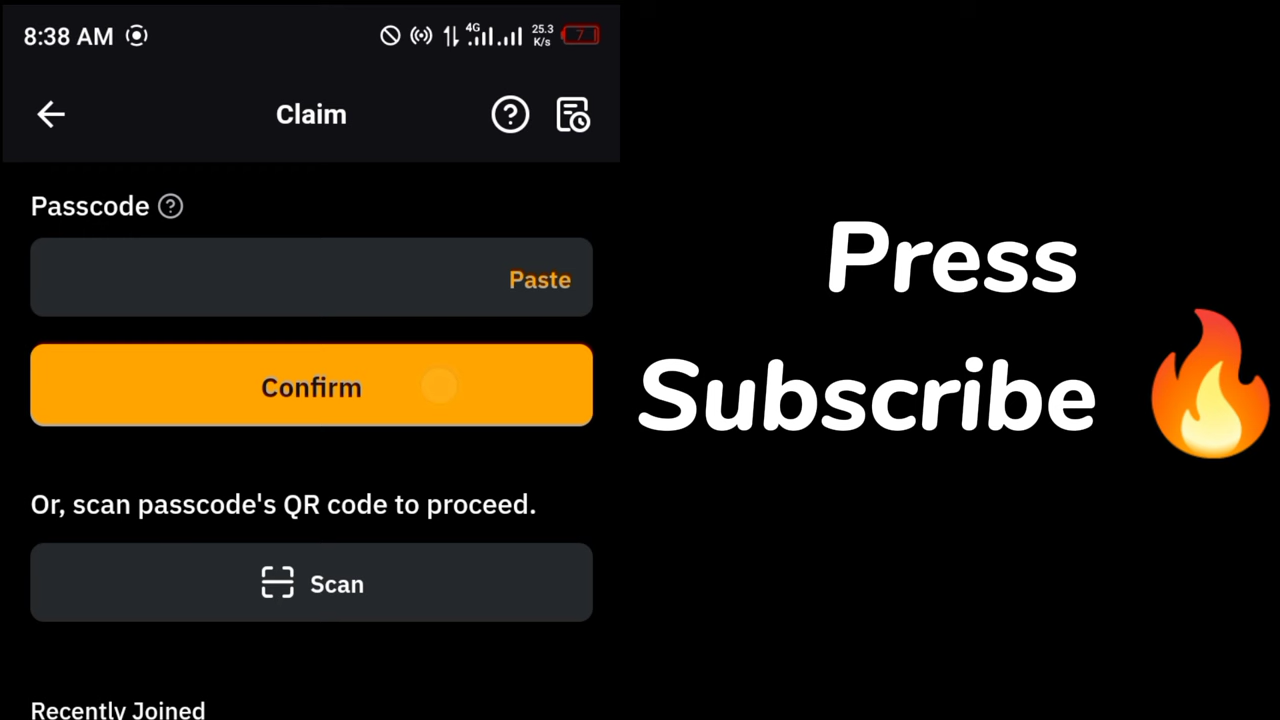 8:38 AM
4G
25.3
K/s
7
Claim
Passcode
Paste
Confirm
Or, scan passcode's QR code to proceed.
Scan
Recently Joined
Press
Subscribe